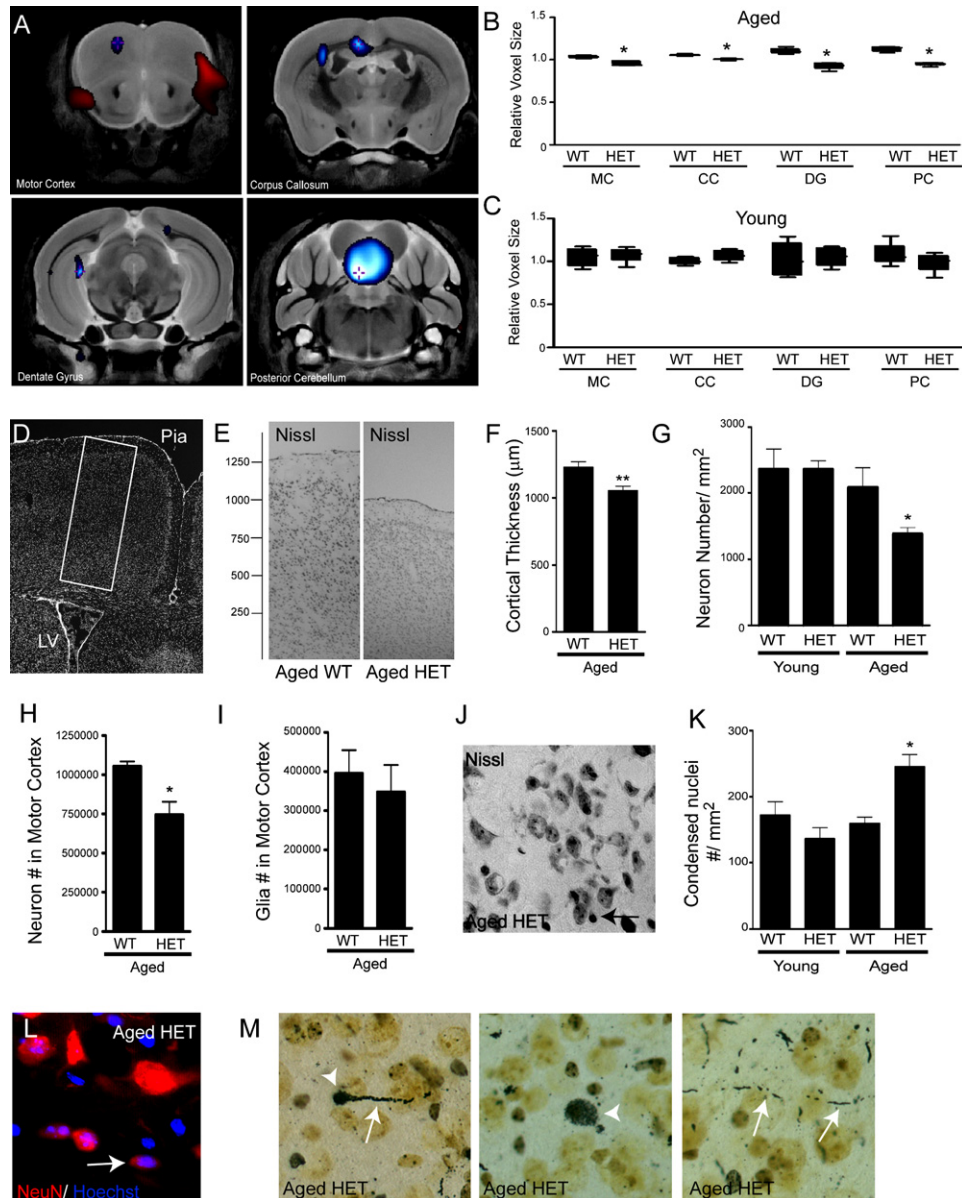 A
Motor Cortex
Corpus Callosum
Dentate Gyrus
Posterior Cerebellum
B
Aged
Relative Voxel Size
1.5
1.0
0.5
* * * *
WT HET WT HET WT HET WT HET
MC CC DG PC
C
Young
Relative Voxel Size
1.5
1.0
0.5
0
WT HET WT HET WT HET WT HET
MC CC DG PC
D
Pia
LV
E
Nissl
Nissl
1250
1000
750
500
250
Aged WT
Aged HET
F
Cortical Thickness (μm)
1500
1000
500
0
**
WT HET
Aged
G
Neuron Number/ mm2
3000
2000
1000
0
*
WT HET WT HET
Young Aged
H
Neuron # in Motor Cortex
1250000
1000000
750000
500000
250000
0
*
WT HET
Aged
I
Glia # in Motor Cortex
500000
400000
300000
200000
100000
0
WT HET
Aged
J
Nissl
Aged HET
K
Condensed nuclei
#/ mm2
300
200
100
0
*
WT HET WT HET
Young Aged
L
Aged HET
NeuN/ Hoechst
M
Aged HET
Aged HET
Aged HET